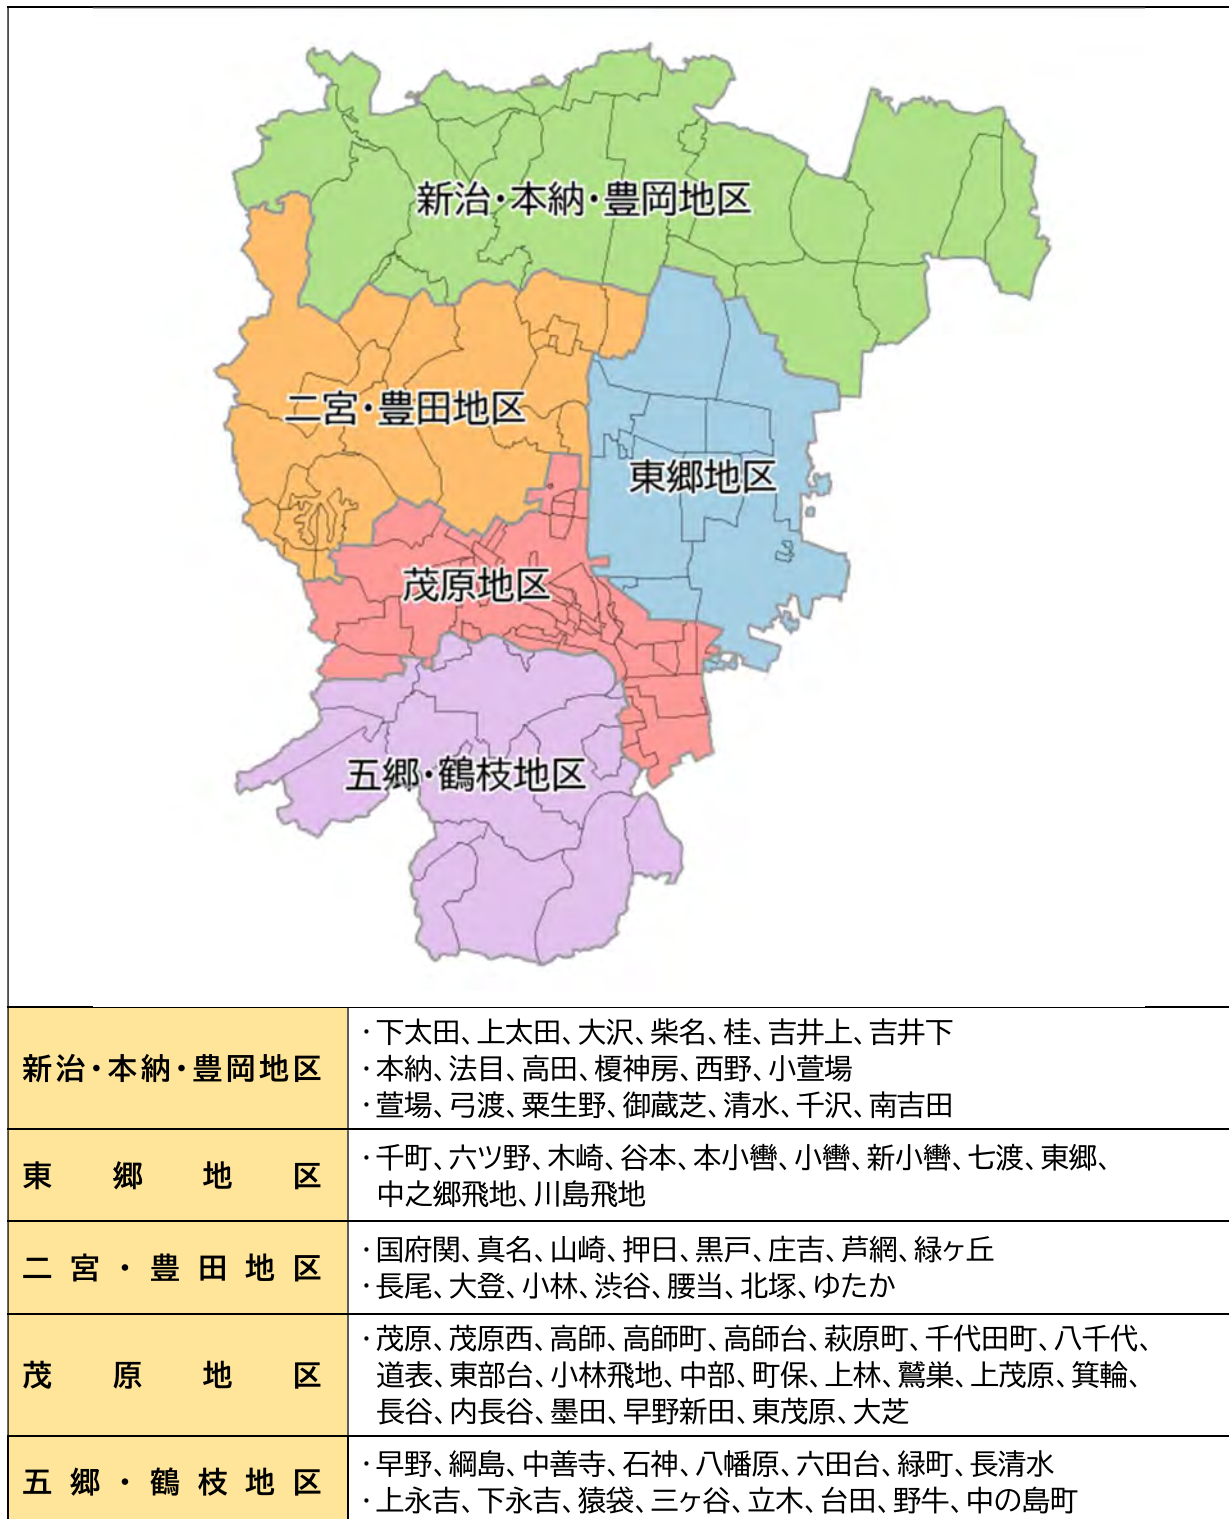 新治・本納・豊岡地区
二宮・豊田地区
東郷地区
茂原地区
五郷・鶴枝地区
新治・本納・豊岡地区
・下太田、上太田、大沢、柴名、桂、吉井上、吉井下
・本納、法目、高田、榎神房、西野、小萱場
・萱場、弓渡、粟生野、御蔵芝、清水、千沢、南吉田
東郷地区
・千町、六ツ野、木崎、谷本、本小轡、小轡、新小轡、七渡、東郷、
中之郷飛地、川島飛地
二宮・豊田地区
・国府関、真名、山崎、押日、黒戸、庄吉、芦網、緑ヶ丘
・長尾、大登、小林、渋谷、腰当、北塚、ゆたか
茂原地区
・茂原、茂原西、高師、高師町、高師台、萩原町、千代田町、八千代、
道表、東部台、小林飛地、中部、町保、上林、鷲巣、上茂原、箕輪、
長谷、内長谷、墨田、早野新田、東茂原、大芝
五郷・鶴枝地区
・早野、綱島、中善寺、石神、八幡原、六田台、緑町、長清水
・上永吉、下永吉、猿袋、三ヶ谷、立木、台田、野牛、中の島町